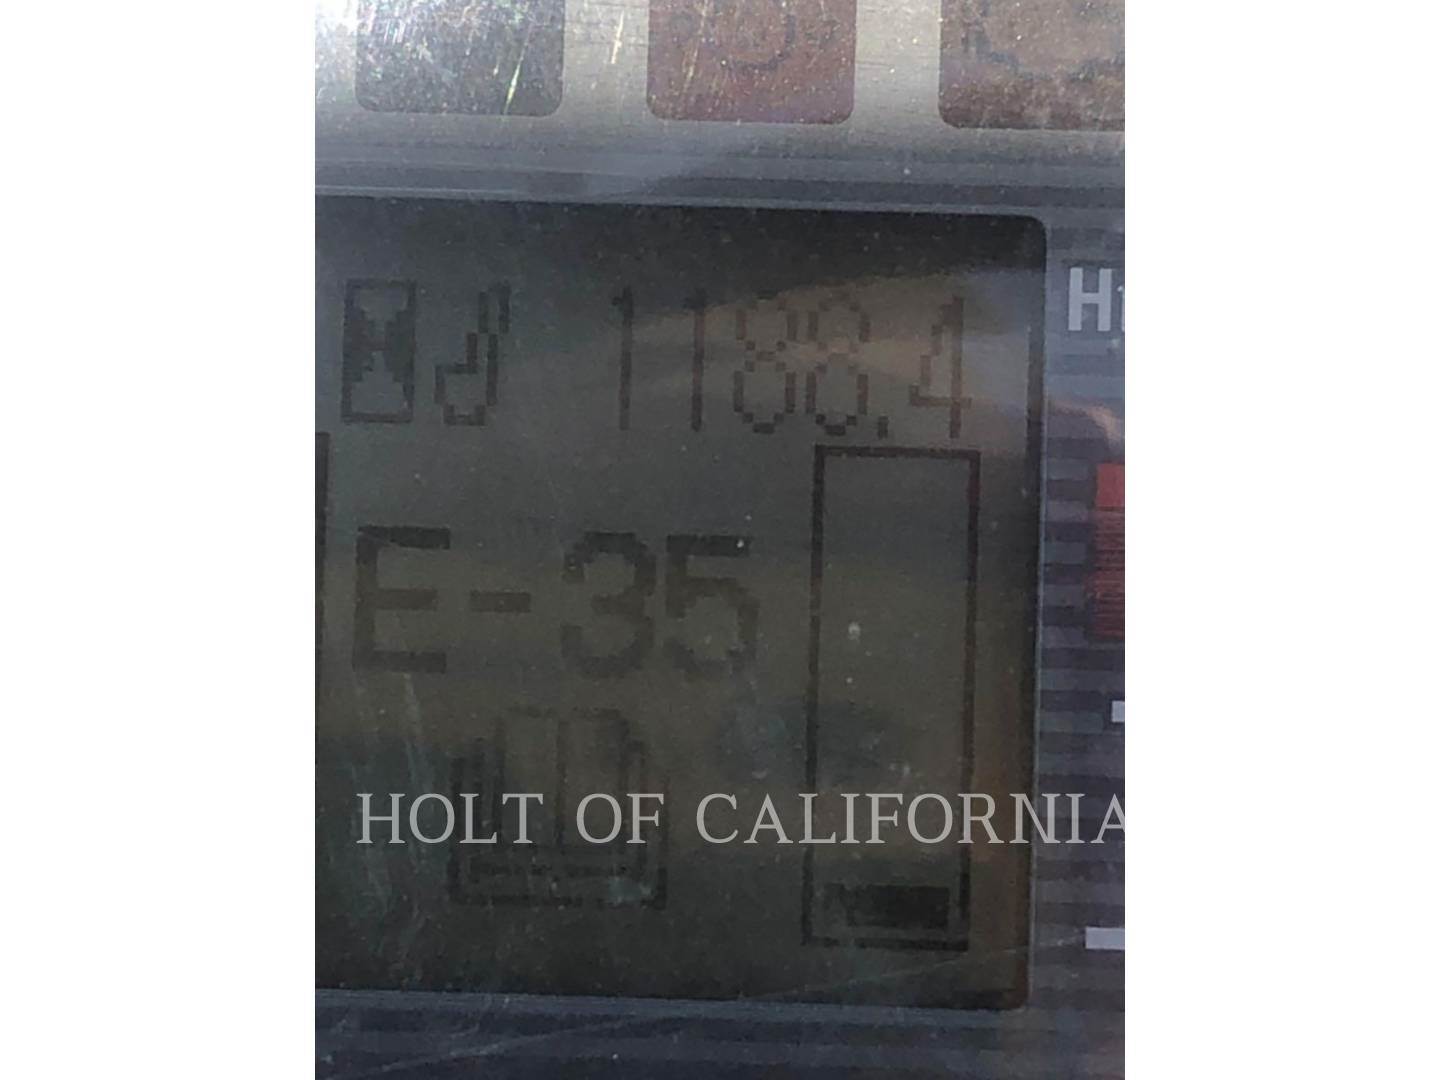 1188.4
E-35
HOLT OF CALIFORNIA